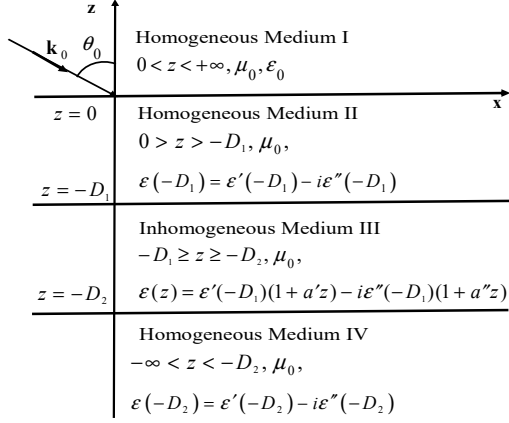 z
Homogeneous Medium I
k₀ θ₀
0 < z < +∞, μ₀, ε₀
x
z = 0 Homogeneous Medium II
0 > z > −D₁, μ₀,
z = −D₁ ε(−D₁) = ε′(−D₁) − iε″(−D₁)
Inhomogeneous Medium III
−D₁ ≥ z ≥ −D₂, μ₀,
z = −D₂ ε(z) = ε′(−D₁)(1 + a′z) − iε″(−D₁)(1 + a″z)
Homogeneous Medium IV
−∞ < z < −D₂, μ₀,
ε(−D₂) = ε′(−D₂) − iε″(−D₂)